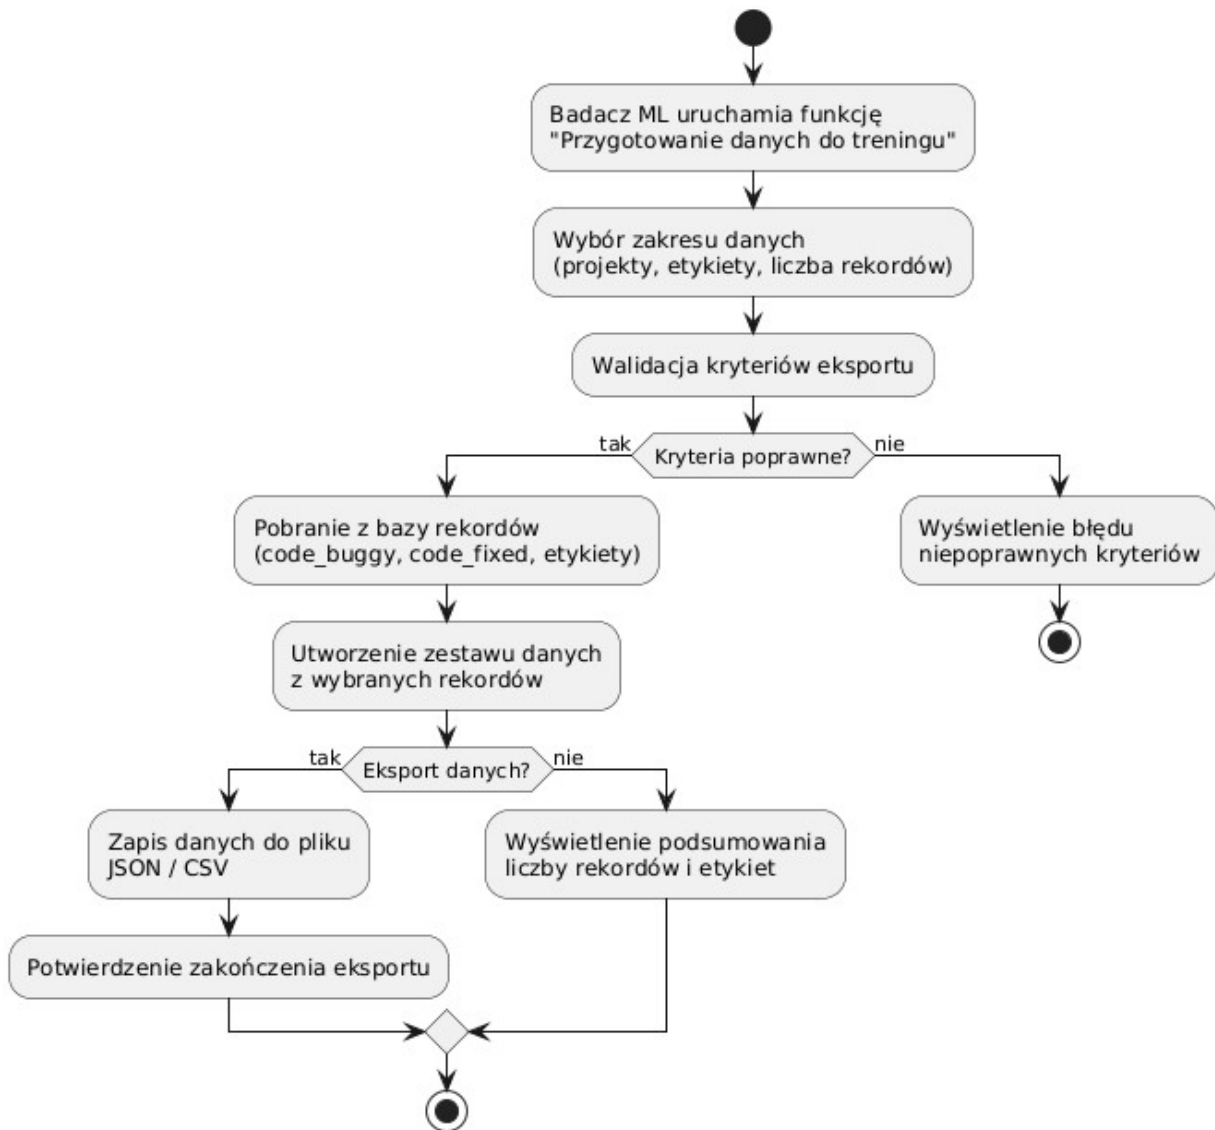 Badacz ML uruchamia funkcję
"Przygotowanie danych do treningu"
Wybór zakresu danych
(projekty, etykiety, liczba rekordów)
Walidacja kryteriów eksportu
tak
Kryteria poprawne?
nie
Pobranie z bazy rekordów
(code_buggy, code_fixed, etykiety)
Wyświetlenie błędu
niepoprawnych kryteriów
Utworzenie zestawu danych
z wybranych rekordów
tak
Eksport danych?
nie
Zapis danych do pliku
JSON / CSV
Wyświetlenie podsumowania
liczby rekordów i etykiet
Potwierdzenie zakończenia eksportu